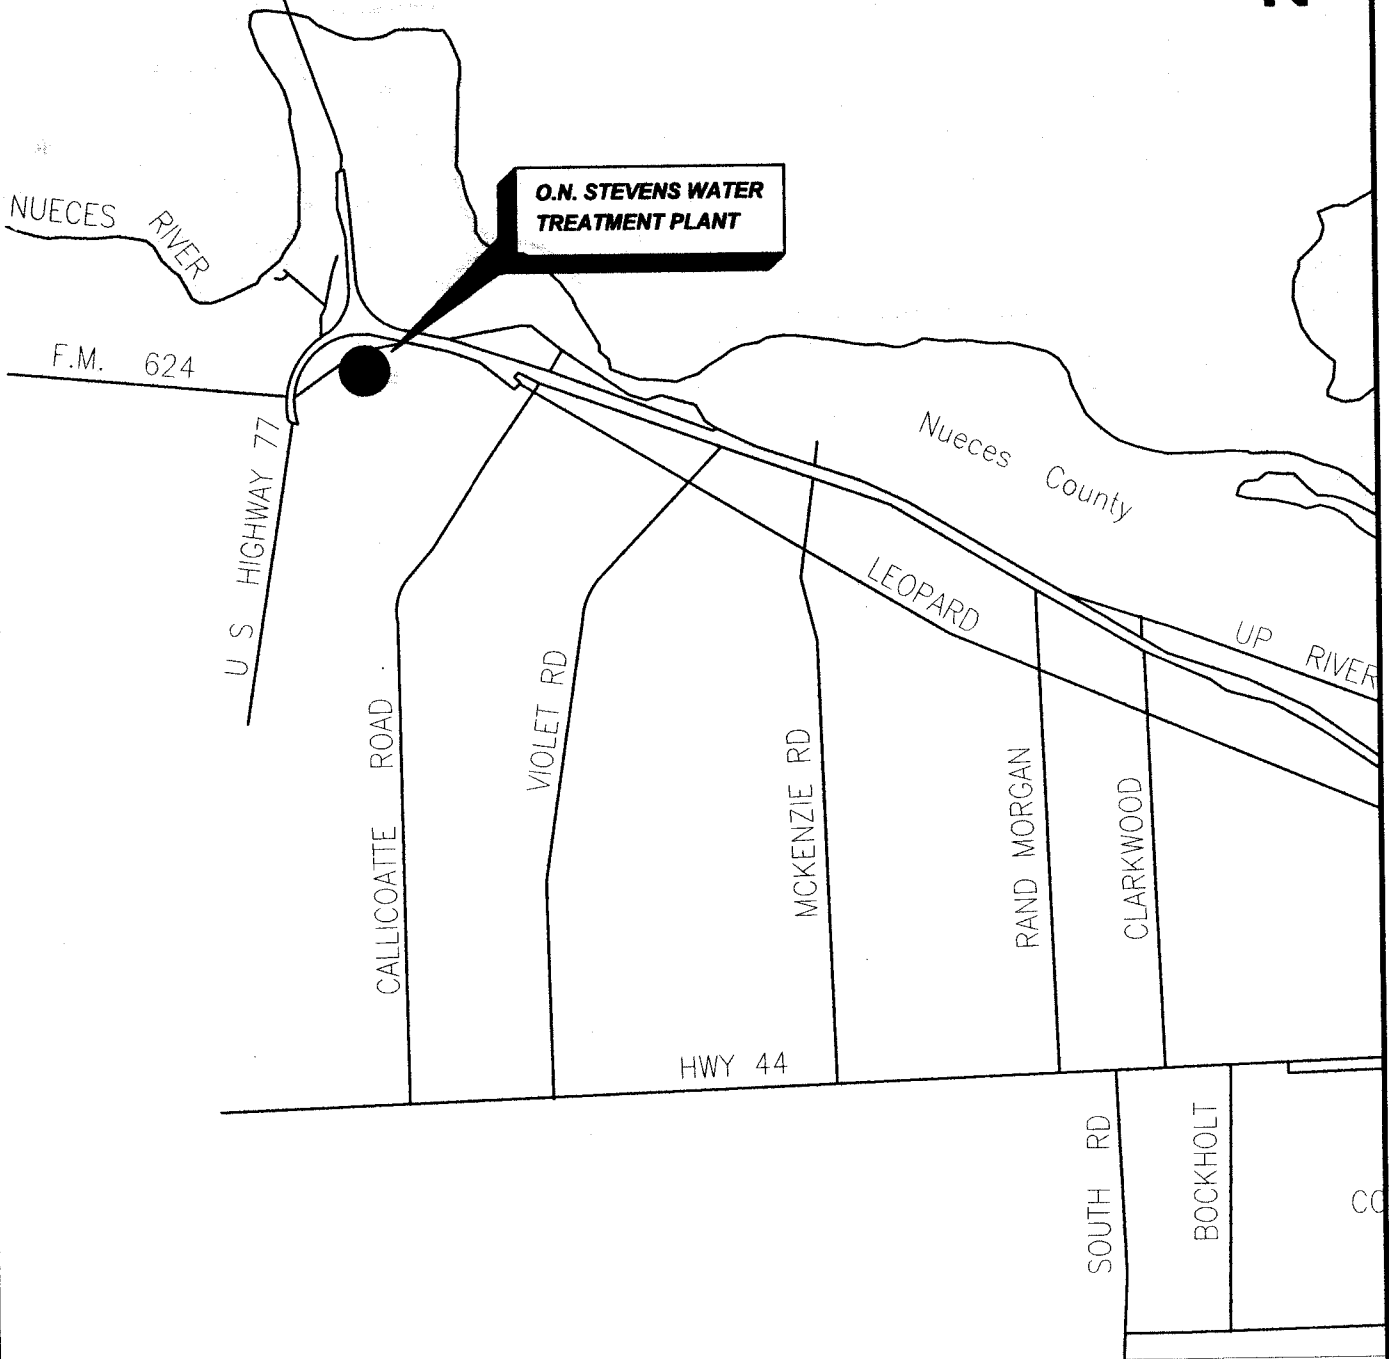 N
O.N. STEVENS WATER
TREATMENT PLANT
NUECES RIVER
F.M. 624
U S HIGHWAY 77
Nueces County
LEOPARD
UP RIVER
CALLICOATTE ROAD
VIOLET RD
MCKENZIE RD
RAND MORGAN
CLARKWOOD
HWY 44
SOUTH RD
BOCKHOLT
CO